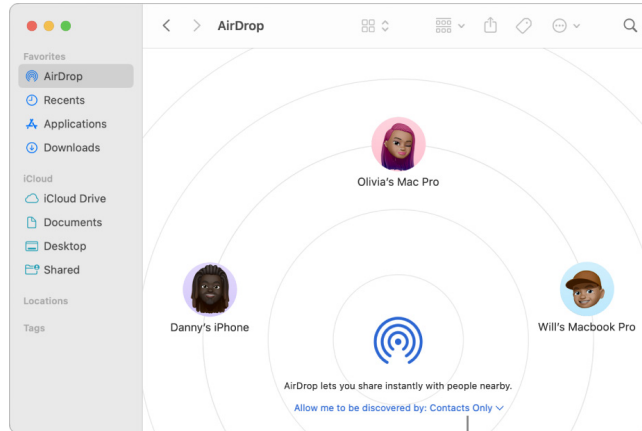 AirDrop
Favorites
AirDrop
Recents
Applications
Downloads
iCloud
iCloud Drive
Documents
Desktop
Shared
Locations
Tags
Olivia's Mac Pro
Danny's iPhone
Will's Macbook Pro
AirDrop lets you share instantly with people nearby.
Allow me to be discovered by: Contacts Only